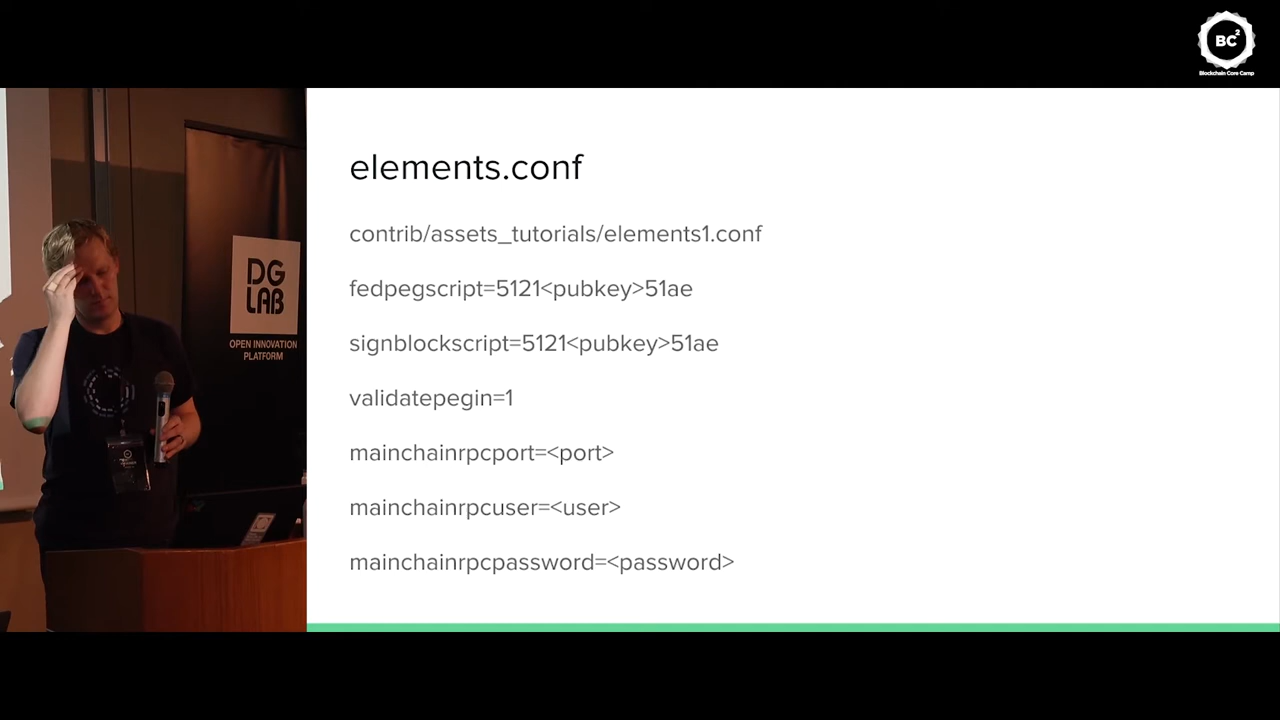 BC²
Blockchain Core Camp
elements.conf
contrib/assets_tutorials/elements1.conf
fedpegscript=5121<pubkey>51ae
signblockscript=5121<pubkey>51ae
validatepegin=1
mainchainrpcport=<port>
mainchainrpcuser=<user>
mainchainrpcpassword=<password>
DG
LAB
OPEN INNOVATION
PLATFORM